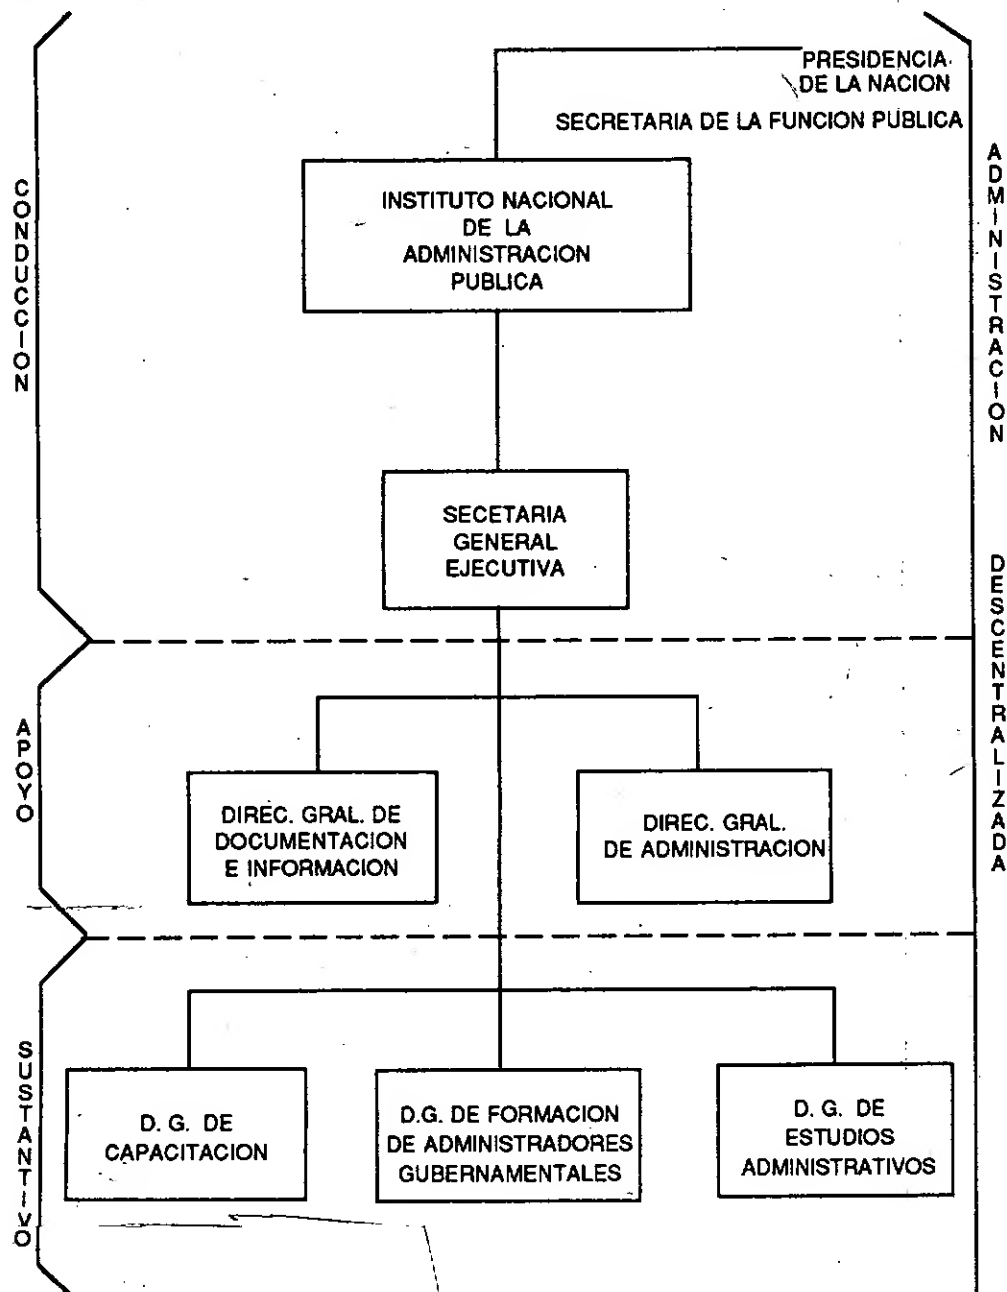 PRESIDENCIA
DE LA NACION
SECRETARIA DE LA FUNCION PUBLICA
CONDUCCION
INSTITUTO NACIONAL
DE LA
ADMINISTRACION
PUBLICA
ADMINISTRACION DESCENTRALIZADA
SECETARIA
GENERAL
EJECUTIVA
APOYO
DIREC. GRAL. DE
DOCUMENTACION
E INFORMACION
DIREC. GRAL.
DE ADMINISTRACION
SUSTANTIVO
D. G. DE
CAPACITACION
D.G. DE FORMACION
DE ADMINISTRADORES
GUBERNAMENTALES
D. G. DE
ESTUDIOS
ADMINISTRATIVOS